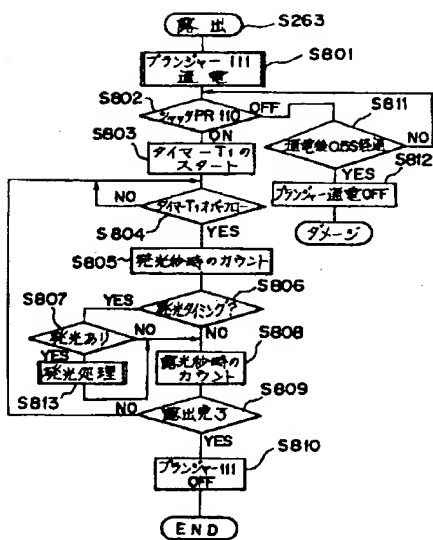 露出
S263
プランジャー111
通電
S801
S802
シャッタPR110
OFF
ON
S811
通電後0.5S経過
NO
YES
S803
タイマーT1の
スタート
S812
プランジャー通電OFF
ダメージ
NO
タイマーT1オーバーフロー
S804
YES
S805
発光秒時のカウント
S806
発光タイミング?
YES
NO
S807
発光あり
NO
YES
S808
露光秒時の
カウント
発光処理
S813
S809
露出完了
NO
YES
S810
プランジャー111
OFF
END